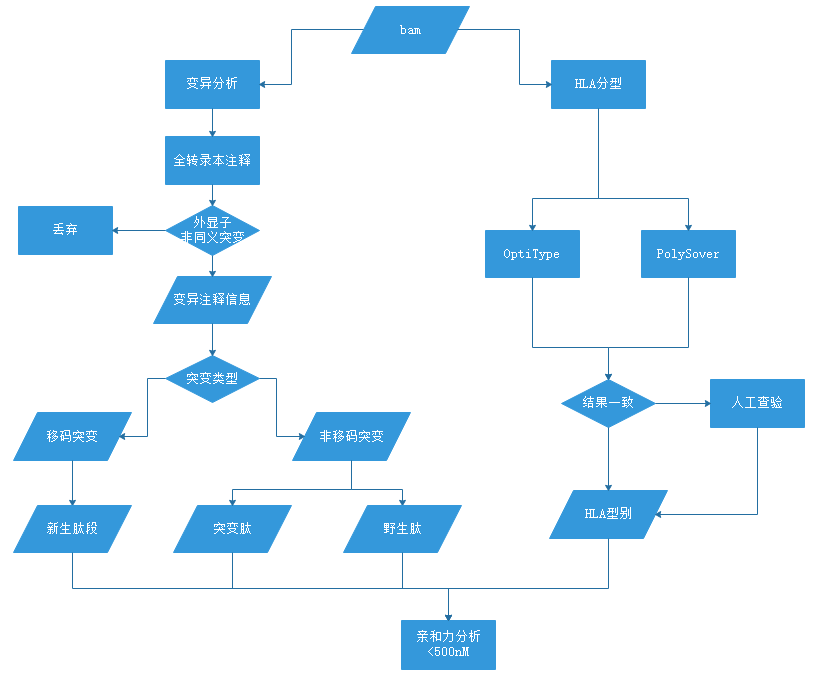 bam
变异分析
HLA分型
全转录本注释
丢弃
外显子
非同义突变
OptiType
PolySover
变异注释信息
突变类型
结果一致
人工查验
移码突变
非移码突变
新生肽段
突变肽
野生肽
HLA型别
亲和力分析
<500nM